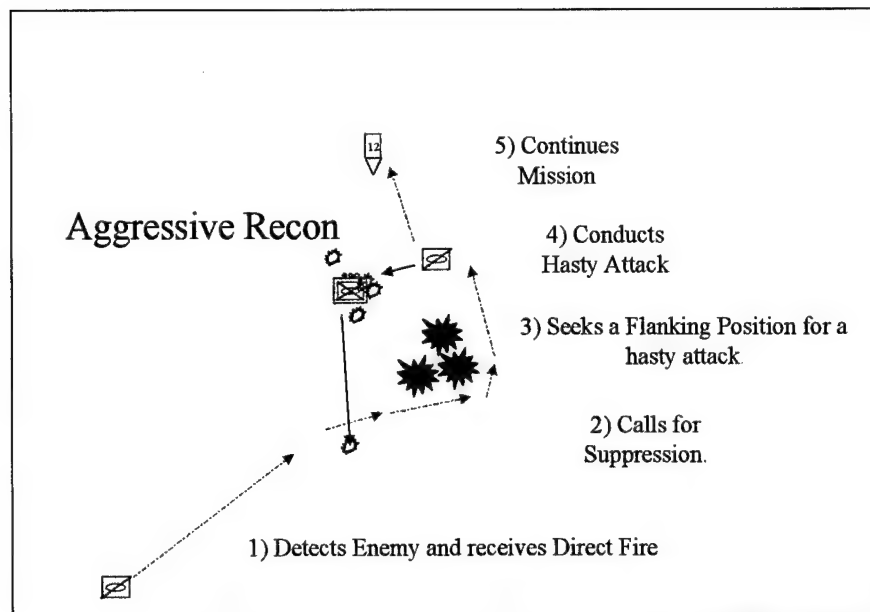 12
5) Continues
Mission
Aggressive Recon
4) Conducts
Hasty Attack
3) Seeks a Flanking Position for a
hasty attack.
2) Calls for
Suppression.
1) Detects Enemy and receives Direct Fire